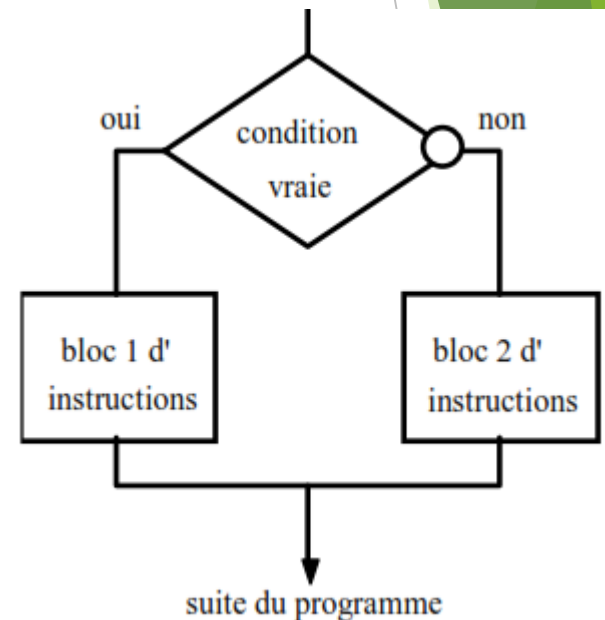 oui
non
condition
vraie
bloc 1 d'
instructions
bloc 2 d'
instructions
suite du programme